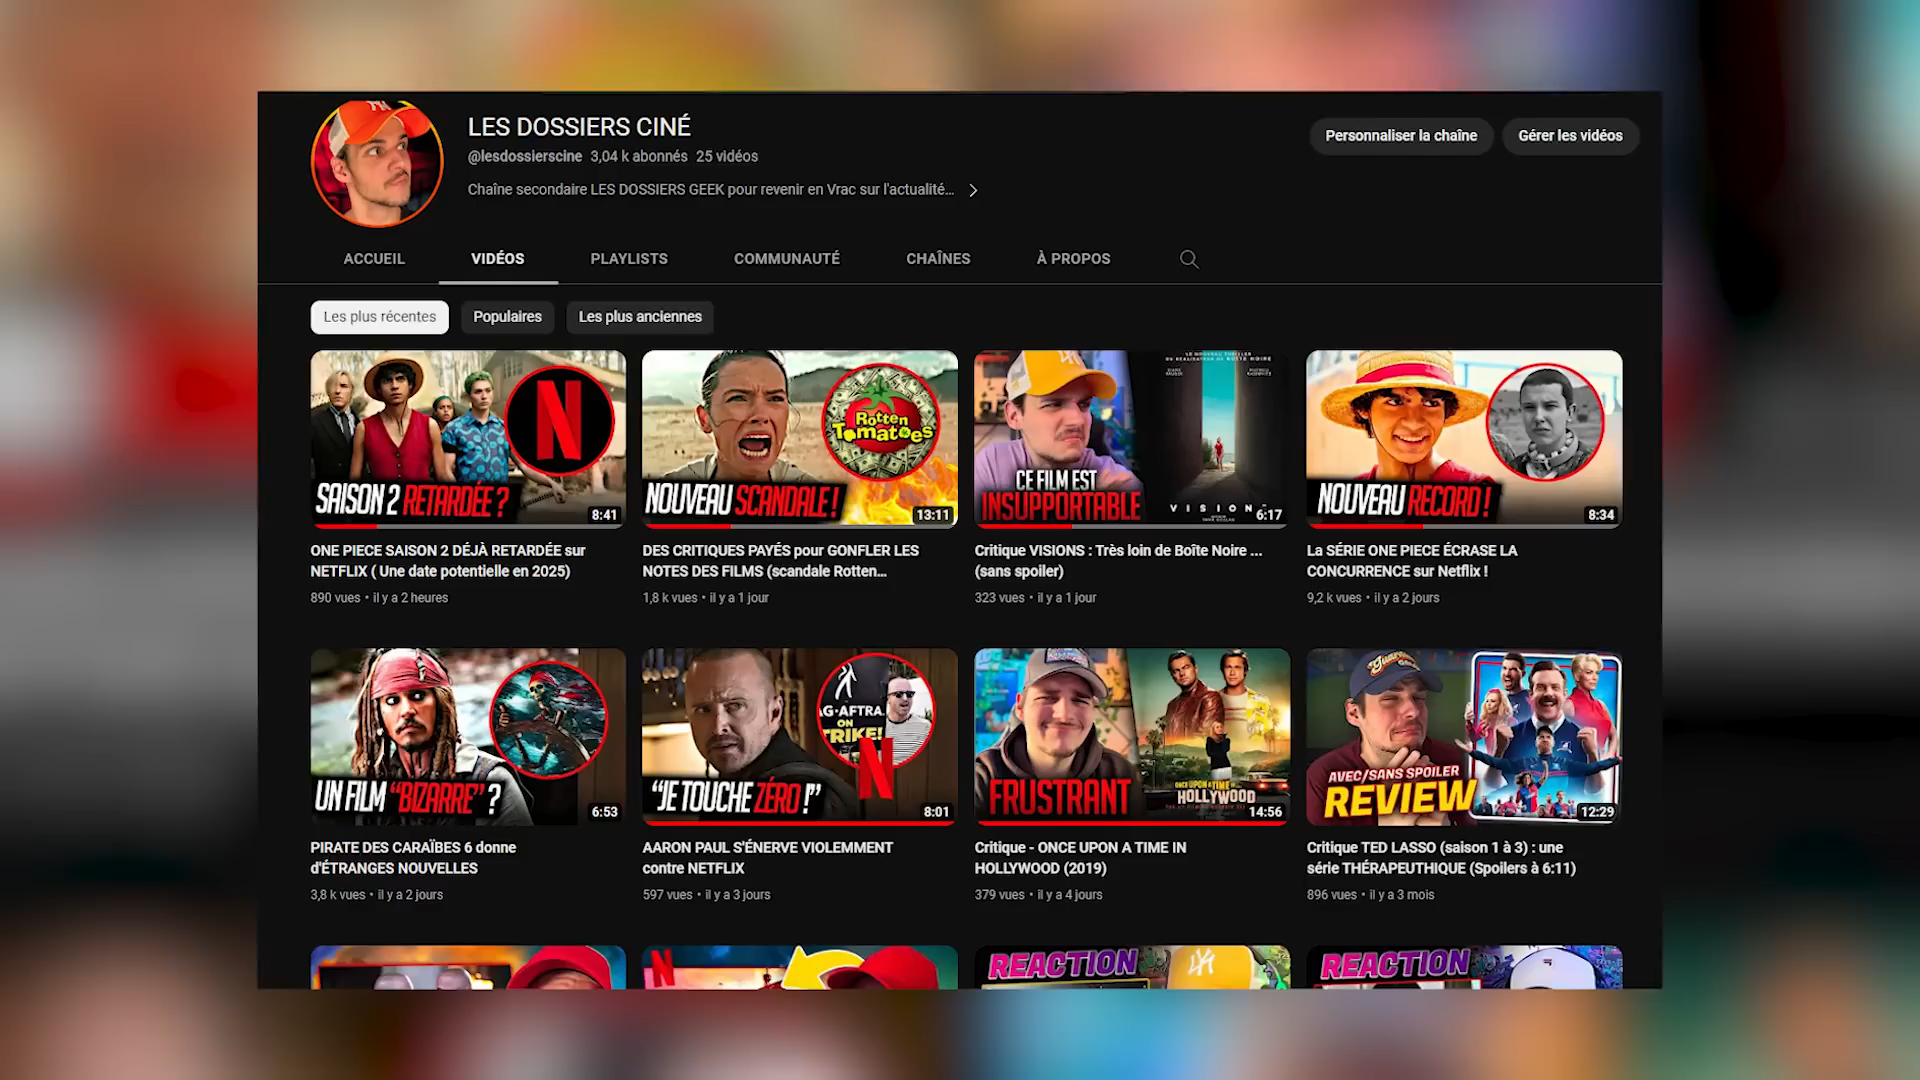 LES DOSSIERS CINÉ
@lesdossierscine 3,04 k abonnés 25 vidéos
Chaîne secondaire LES DOSSIERS GEEK pour revenir en Vrac sur l'actualité...
Personnaliser la chaîne
Gérer les vidéos
ACCUEIL
VIDÉOS
PLAYLISTS
COMMUNAUTÉ
CHAÎNES
À PROPOS
Les plus récentes
Populaires
Les plus anciennes
N
SAISON 2 RETARDÉE ?
8:41
Rotten
Tomatoes
NOUVEAU SCANDALE !
13:11
CE FILM EST
INSUPPORTABLE
VISIONS
6:17
NOUVEAU RECORD !
8:34
ONE PIECE SAISON 2 DÉJÀ RETARDÉE sur
NETFLIX ( Une date potentielle en 2025)
890 vues • il y a 2 heures
DES CRITIQUES PAYÉS pour GONFLER LES
NOTES DES FILMS (scandale Rotten...
1,8 k vues • il y a 1 jour
Critique VISIONS : Très loin de Boîte Noire ...
(sans spoiler)
323 vues • il y a 1 jour
La SÉRIE ONE PIECE ÉCRASE LA
CONCURRENCE sur Netflix !
9,2 k vues • il y a 2 jours
UN FILM "BIZARRE" ?
6:53
AG·AFTRA.
ON
TRIKE!
N
"JE TOUCHE ZÉRO !"
8:01
FRUSTRANT
ONCE UPON A TIME IN
HOLLYWOOD
14:56
AVEC/SANS SPOILER
REVIEW
12:29
PIRATE DES CARAÏBES 6 donne
d'ÉTRANGES NOUVELLES
3,8 k vues • il y a 2 jours
AARON PAUL S'ÉNERVE VIOLEMMENT
contre NETFLIX
597 vues • il y a 3 jours
Critique - ONCE UPON A TIME IN
HOLLYWOOD (2019)
379 vues • il y a 4 jours
Critique TED LASSO (saison 1 à 3) : une
série THÉRAPEUTHIQUE (Spoilers à 6:11)
896 vues • il y a 3 mois
N
REACTION
REACTION